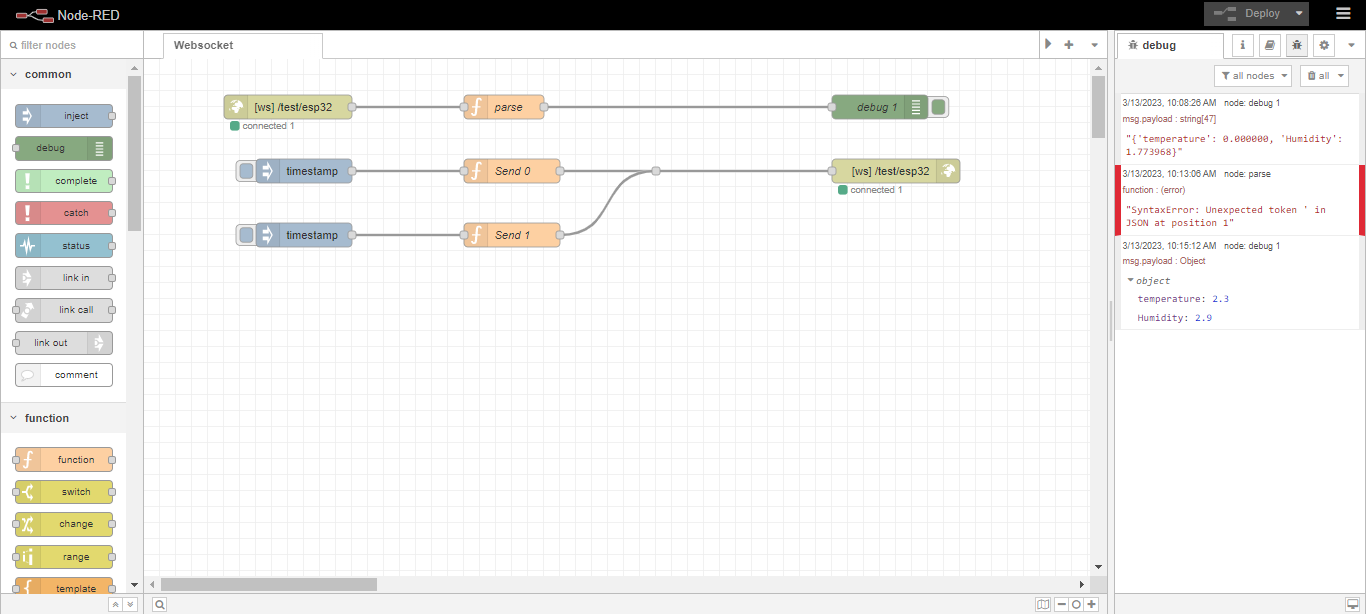 Node-RED
Deploy
filter nodes
common
inject
debug
complete
catch
status
link in
link call
link out
comment
function
function
switch
change
range
template
Websocket
[ws] /test/esp32
connected 1
parse
debug 1
timestamp
Send 0
[ws] /test/esp32
connected 1
timestamp
Send 1
debug
all nodes
all
3/13/2023, 10:08:26 AM node: debug 1
msg.payload : string[47]
"{'temperature': 0.000000, 'Humidity':
1.773968}"
3/13/2023, 10:13:06 AM node: parse
function : (error)
"SyntaxError: Unexpected token ' in
JSON at position 1"
3/13/2023, 10:15:12 AM node: debug 1
msg.payload : Object
object
temperature: 2.3
Humidity: 2.9